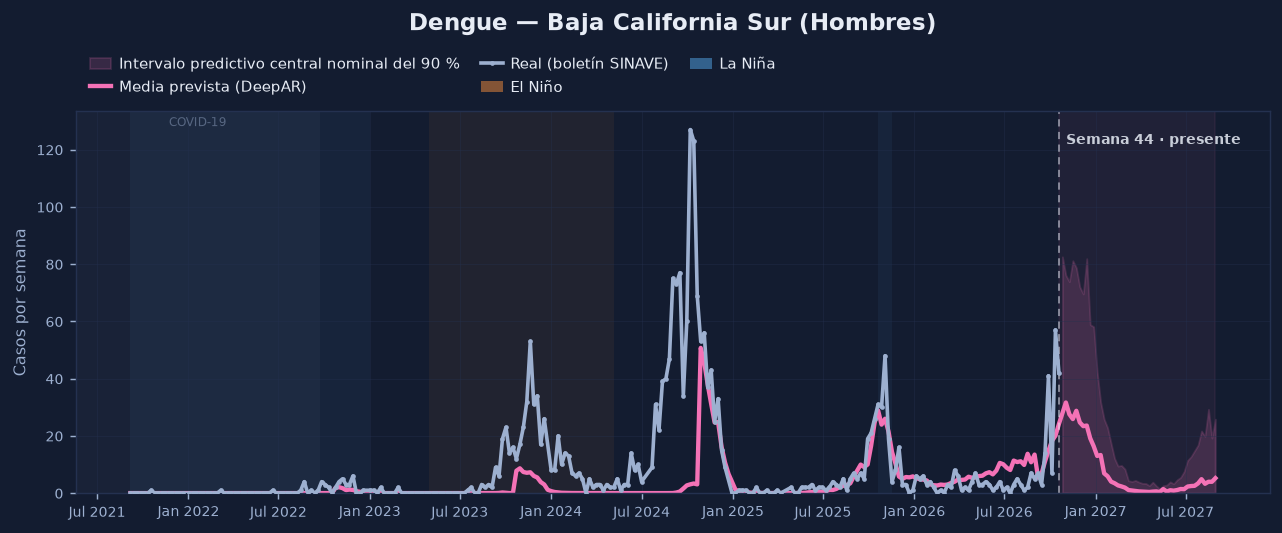 Dengue — Baja California Sur (Hombres)
Intervalo predictivo central nominal del 90 %
Real (boletín SINAVE)
La Niña
Media prevista (DeepAR)
El Niño
COVID-19
Semana 44 · presente
Casos por semana
120
100
80
60
40
20
0
Jul 2021
Jan 2022
Jul 2022
Jan 2023
Jul 2023
Jan 2024
Jul 2024
Jan 2025
Jul 2025
Jan 2026
Jul 2026
Jan 2027
Jul 2027